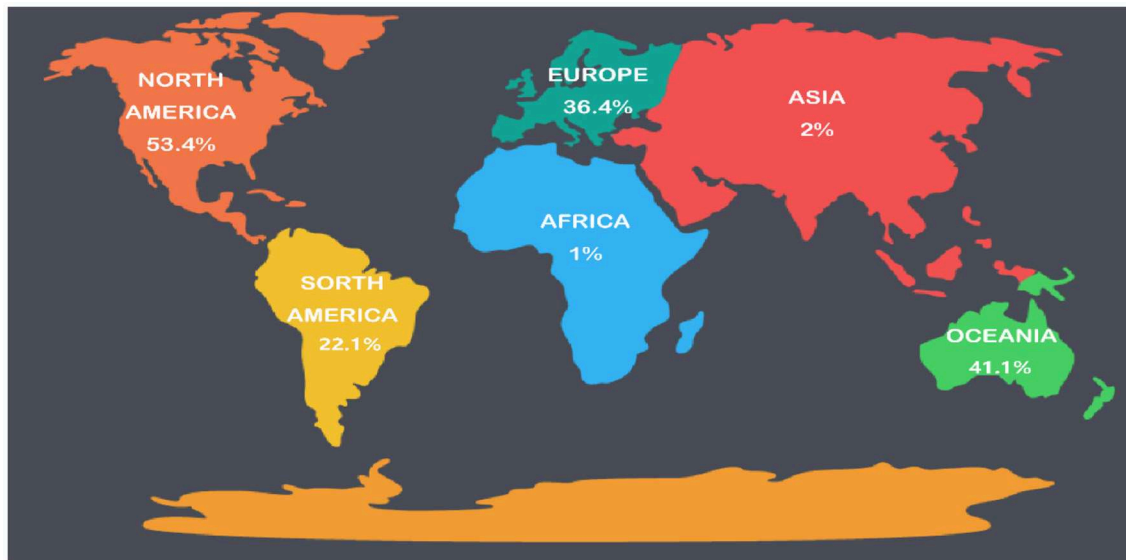 NORTH
AMERICA
53.4%
EUROPE
36.4%
ASIA
2%
AFRICA
1%
SORTH
AMERICA
22.1%
OCEANIA
41.1%